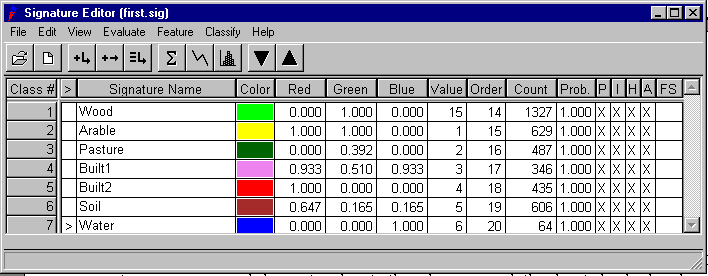 Signature Editor (first.sig)
File Edit View Evaluate Feature Classify Help
Class # > Signature Name Color Red Green Blue Value Order Count Prob. P I H A FS
1 Wood 0.000 1.000 0.000 15 14 1327 1.000 X X X X
2 Arable 1.000 1.000 0.000 1 15 629 1.000 X X X X
3 Pasture 0.000 0.392 0.000 2 16 487 1.000 X X X X
4 Built1 0.933 0.510 0.933 3 17 346 1.000 X X X X
5 Built2 1.000 0.000 0.000 4 18 435 1.000 X X X X
6 Soil 0.647 0.165 0.165 5 19 606 1.000 X X X X
7 > Water 0.000 0.000 1.000 6 20 64 1.000 X X X X